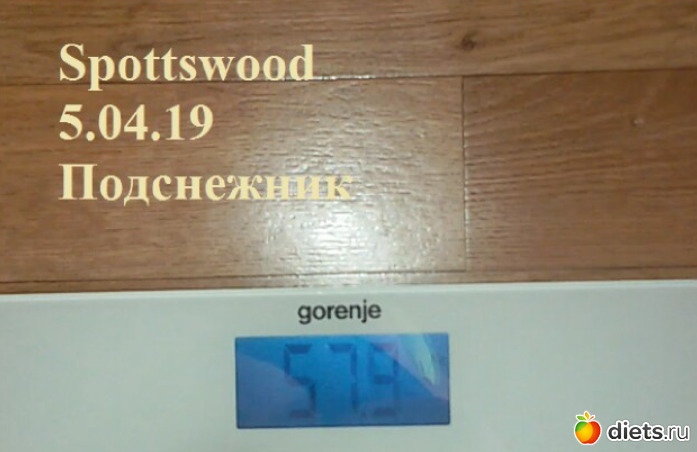 Spottswood
5.04.19
Подснежник
gorenje
57.9
diets.ru